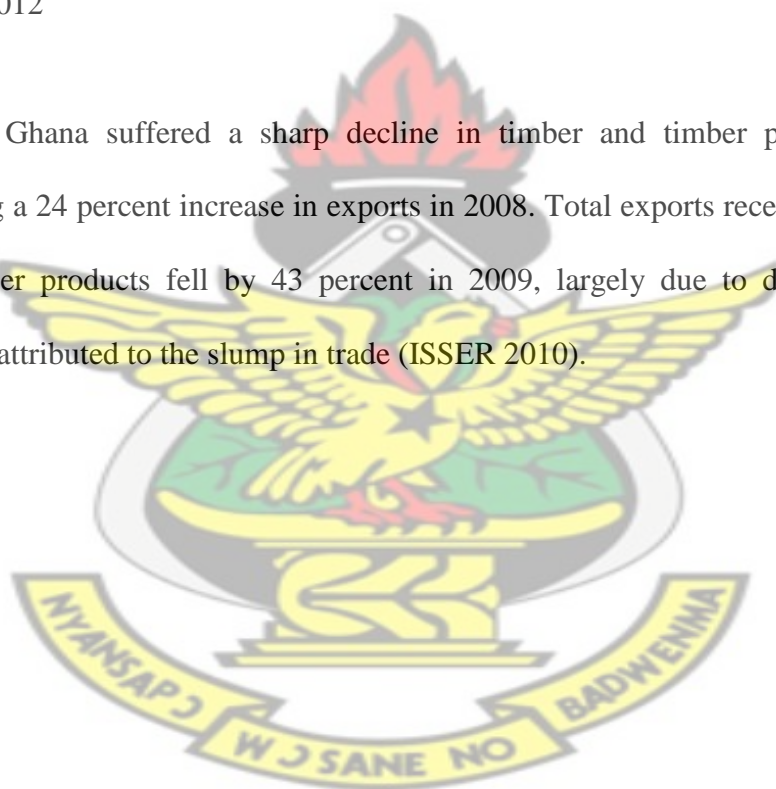 012
Ghana suffered a sharp decline in timber and timber p
g a 24 percent increase in exports in 2008. Total exports rece
er products fell by 43 percent in 2009, largely due to d
attributed to the slump in trade (ISSER 2010).
NYANSAPƆ
WƆSANE NO
BADWENMA